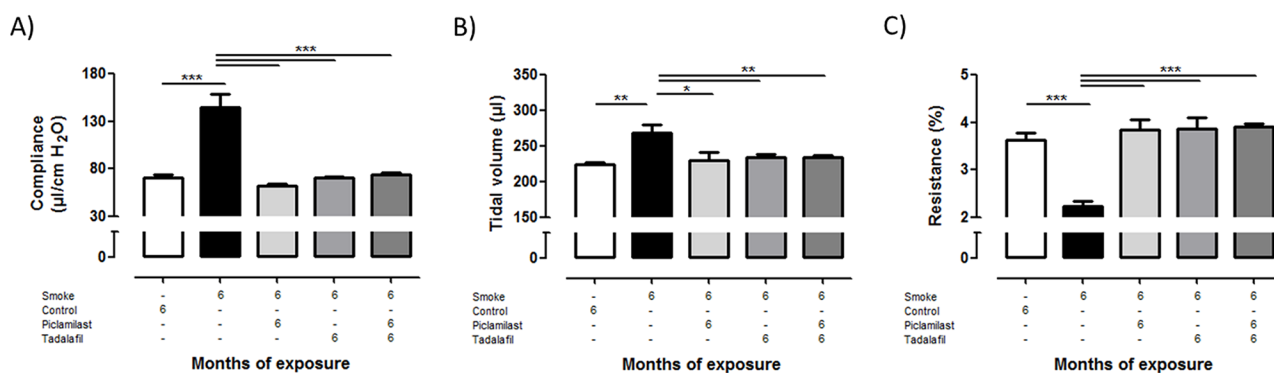 A)
Compliance
(µl/cm H2O)
180
130
80
30
0
***
***
Smoke - 6 6 6 6
Control 6 - - - -
Piclamilast - - 6 - 6
Tadalafil - - - 6 6
Months of exposure
B)
Tidal volume (µl)
350
300
250
200
150
0
**
*
**
Smoke - 6 6 6 6
Control 6 - - - -
Piclamilast - - 6 - 6
Tadalafil - - - 6 6
Months of exposure
C)
Resistance (%)
5
4
3
2
0
***
***
Smoke - 6 6 6 6
Control 6 - - - -
Piclamilast - - 6 - 6
Tadalafil - - - 6 6
Months of exposure